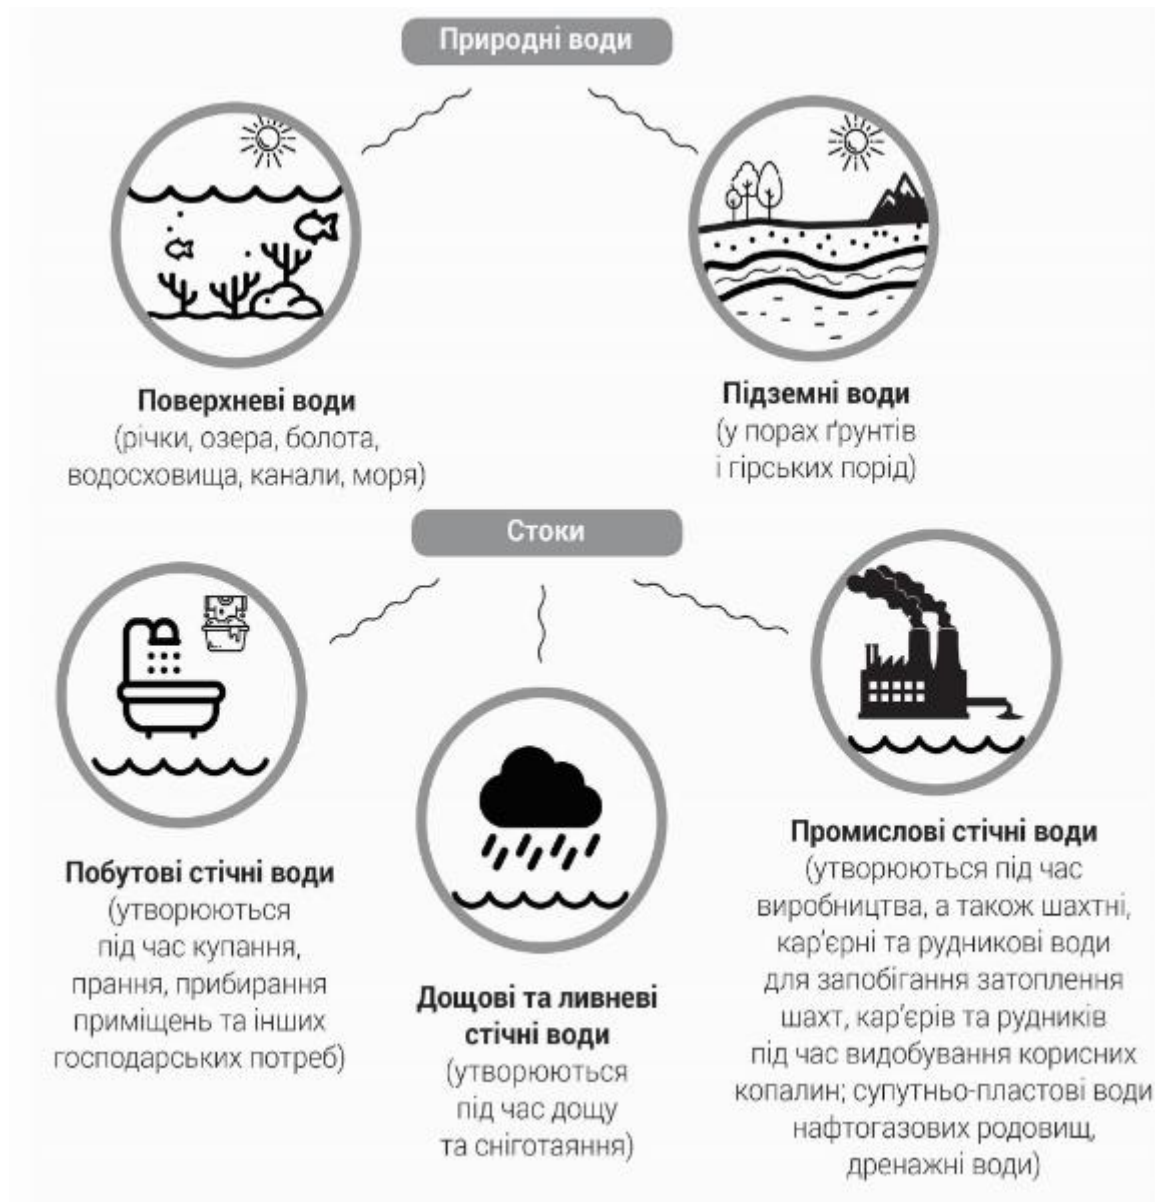 Природні води
Поверхневі води
(річки, озера, болота,
водосховища, канали, моря)
Підземні води
(у порах ґрунтів
і гірських порід)
Стоки
Побутові стічні води
(утворюються
під час купання,
прання, прибирання
приміщень та інших
господарських потреб)
Дощові та ливневі
стічні води
(утворюються
під час дощу
та сніготаяння)
Промислові стічні води
(утворюються під час
виробництва, а також шахтні,
кар’єрні та рудникові води
для запобігання затоплення
шахт, кар’єрів та рудників
під час видобування корисних
копалин; супутньо-пластові води
нафтогазових родовищ,
дренажні води)